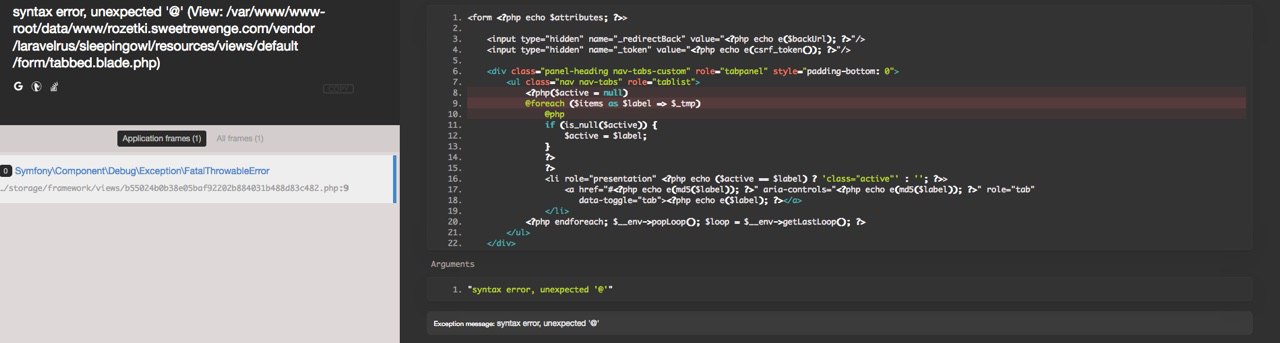 syntax error, unexpected '@' (View: /var/www/www-
root/data/www/rozetki.sweetrewenge.com/vendor
/laravelrus/sleepingowl/resources/views/default
/form/tabbed.blade.php)
G
COPY
Application frames (1) All frames (1)
0 Symfony\Component\Debug\Exception\FatalThrowableError
…/storage/framework/views/b55024b0b38e05baf92202b884031b488d83c482.php:9
1. <form <?php echo $attributes; ?>>
2.
3. <input type="hidden" name="_redirectBack" value="<?php echo e($backUrl); ?>"/>
4. <input type="hidden" name="_token" value="<?php echo e(csrf_token()); ?>"/>
5.
6. <div class="panel-heading nav-tabs-custom" role="tabpanel" style="padding-bottom: 0">
7. <ul class="nav nav-tabs" role="tablist">
8. <?php($active = null)
9. @foreach ($items as $label => $_tmp)
10. @php
11. if (is_null($active)) {
12. $active = $label;
13. }
14. ?>
15. ?>
16. <li role="presentation" <?php echo ($active == $label) ? 'class="active"' : ''; ?>>
17. <a href="#<?php echo e(md5($label)); ?>" aria-controls="<?php echo e(md5($label)); ?>" role="tab"
18. data-toggle="tab"><?php echo e($label); ?></a>
19. </li>
20. <?php endforeach; $__env->popLoop(); $loop = $__env->getLastLoop(); ?>
21. </ul>
22. </div>
Arguments
1. "syntax error, unexpected '@'"
Exception message: syntax error, unexpected '@'